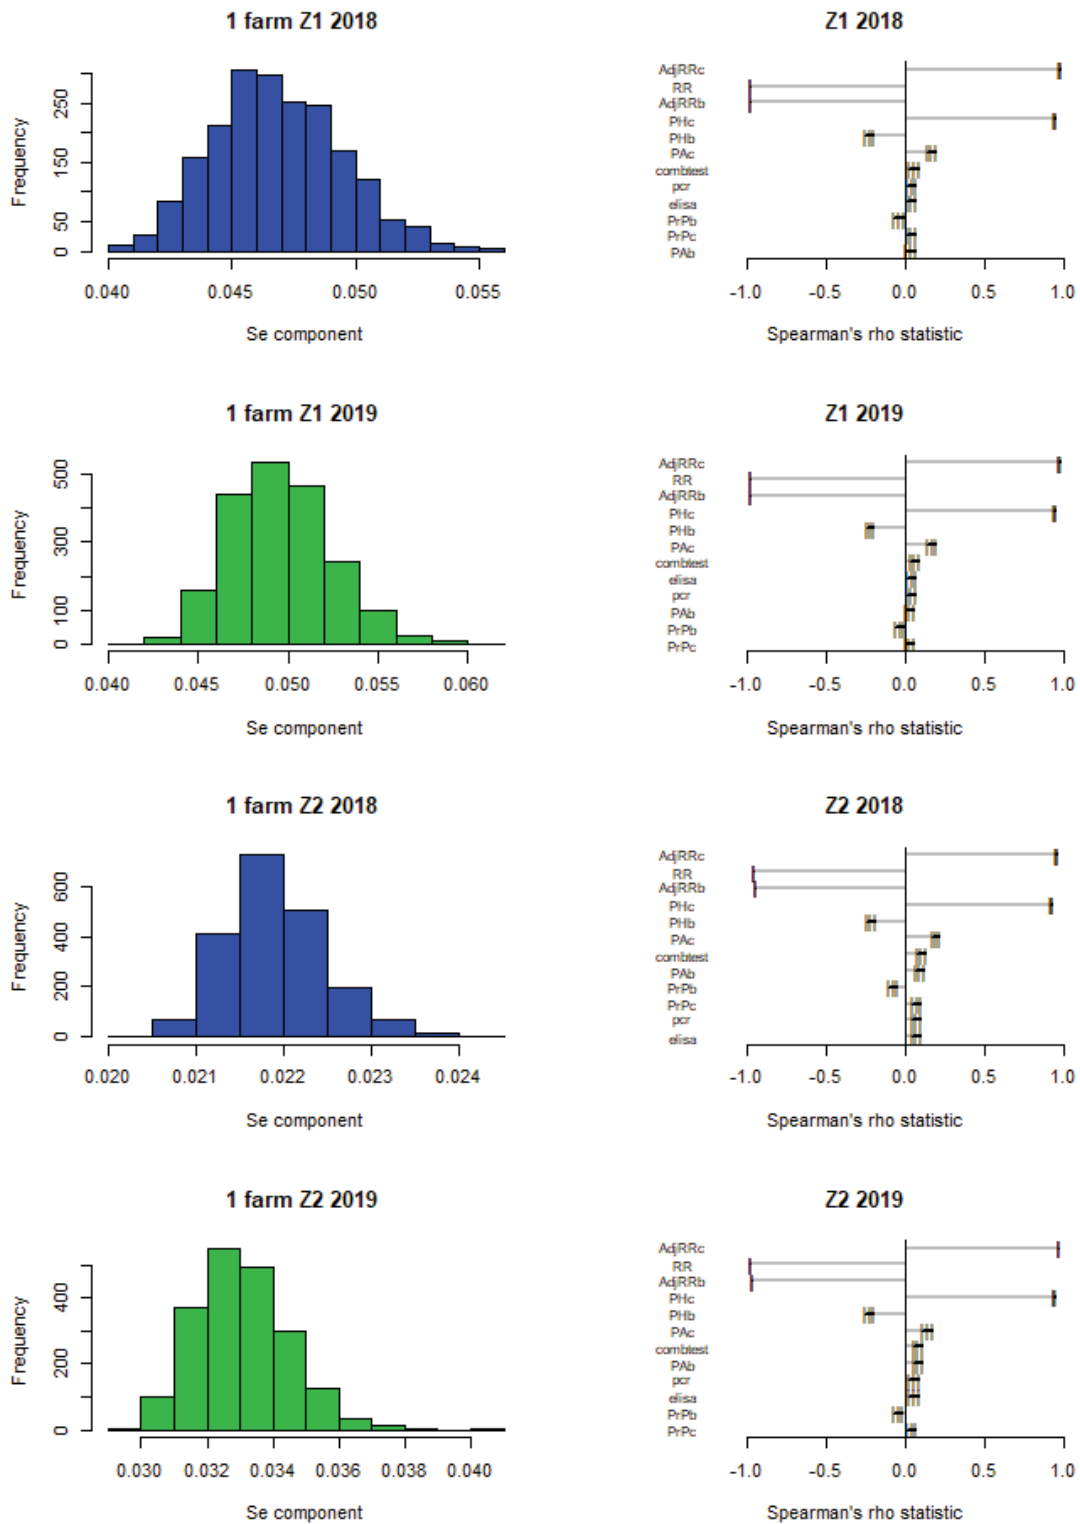 1 farm Z1 2018
Frequency
250
150
50
0
0.040 0.045 0.050 0.055
Se component
Z1 2018
AdjRRc
RR
AdjRRb
PHc
PHb
PAc
combtest
pcr
elisa
PrPb
PrPc
PAb
-1.0 -0.5 0.0 0.5 1.0
Spearman's rho statistic
1 farm Z1 2019
Frequency
500
300
100
0
0.040 0.045 0.050 0.055 0.060
Se component
Z1 2019
AdjRRc
RR
AdjRRb
PHc
PHb
PAc
combtest
elisa
pcr
PAb
PrPb
PrPc
-1.0 -0.5 0.0 0.5 1.0
Spearman's rho statistic
1 farm Z2 2018
Frequency
600
400
200
0
0.020 0.021 0.022 0.023 0.024
Se component
Z2 2018
AdjRRc
RR
AdjRRb
PHc
PHb
PAc
combtest
PAb
PrPb
PrPc
pcr
elisa
-1.0 -0.5 0.0 0.5 1.0
Spearman's rho statistic
1 farm Z2 2019
Frequency
400
200
0
0.030 0.032 0.034 0.036 0.038 0.040
Se component
Z2 2019
AdjRRc
RR
AdjRRb
PHc
PHb
PAc
combtest
PAb
pcr
elisa
PrPb
PrPc
-1.0 -0.5 0.0 0.5 1.0
Spearman's rho statistic